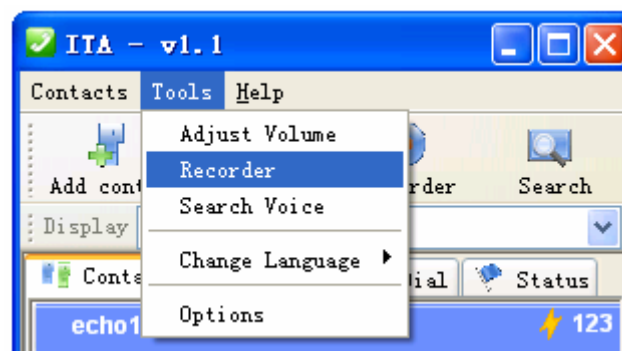 ITA - v1.1
Contacts Tools Help
Adjust Volume
Recorder
Search Voice
Change Language
Options
Add cont
rder
Search
Display
Conta
ial
Status
echo1
123